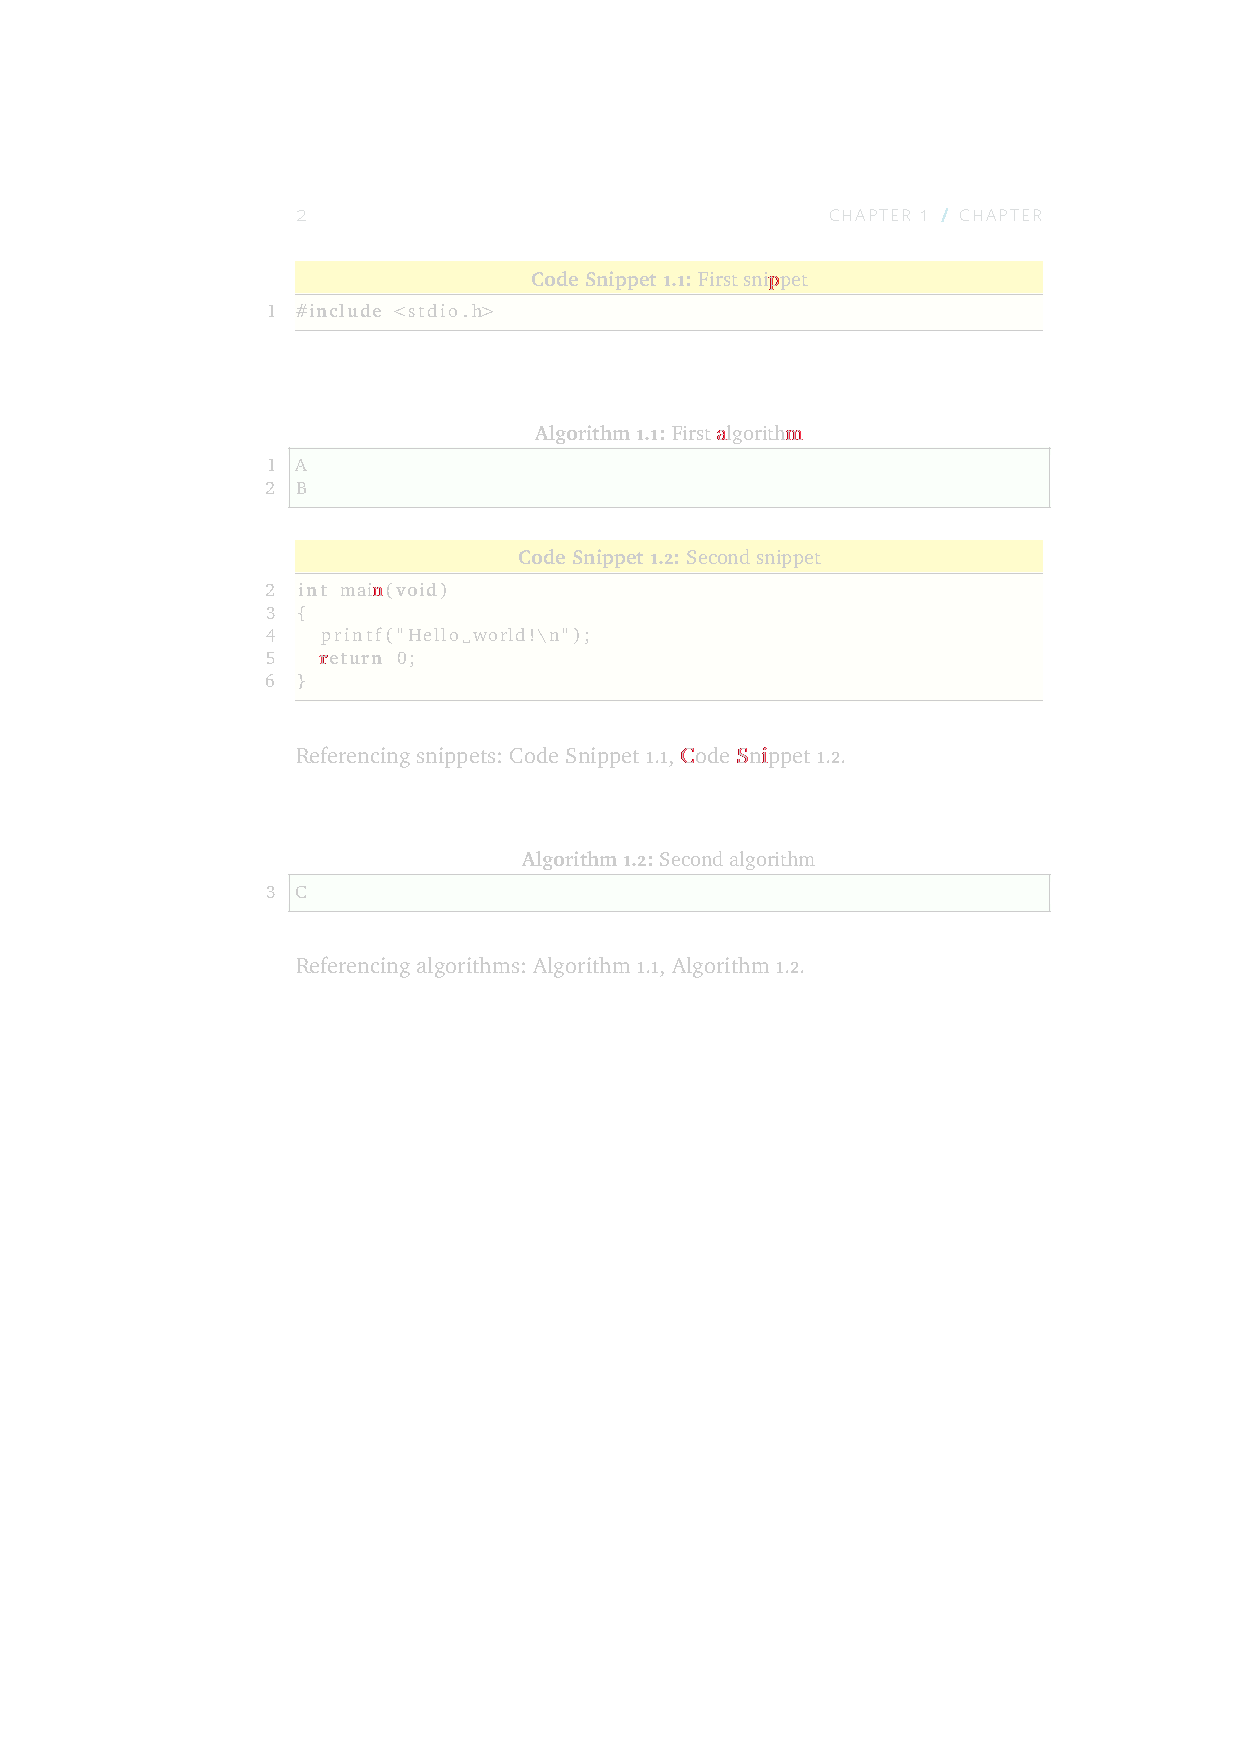 2 CHAPTER 1 / CHAPTER
Code Snippet 1.1: First snippet
1 #include <stdio.h>
Algorithm 1.1: First algorithm
1 A
2 B
Code Snippet 1.2: Second snippet
2 int main(void)
3 {
4 printf("Hello␣world!\n");
5 return 0;
6 }
Referencing snippets: Code Snippet 1.1, Code Snippet 1.2.
Algorithm 1.2: Second algorithm
3 C
Referencing algorithms: Algorithm 1.1, Algorithm 1.2.